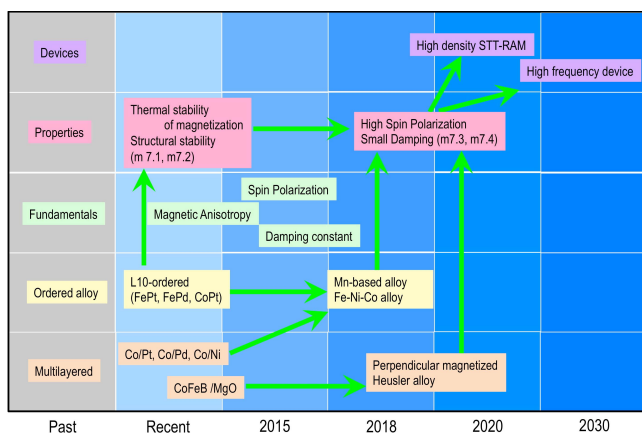 Devices
High density STT-RAM
High frequency device
Properties
Thermal stability
of magnetization
Structural stability
(m 7.1, m7.2)
High Spin Polarization
Small Damping (m7.3, m7.4)
Fundamentals
Spin Polarization
Magnetic Anisotropy
Damping constant
Ordered alloy
L10-ordered
(FePt, FePd, CoPt)
Mn-based alloy
Fe-Ni-Co alloy
Multilayered
Co/Pt, Co/Pd, Co/Ni
CoFeB /MgO
Perpendicular magnetized
Heusler alloy
Past
Recent
2015
2018
2020
2030